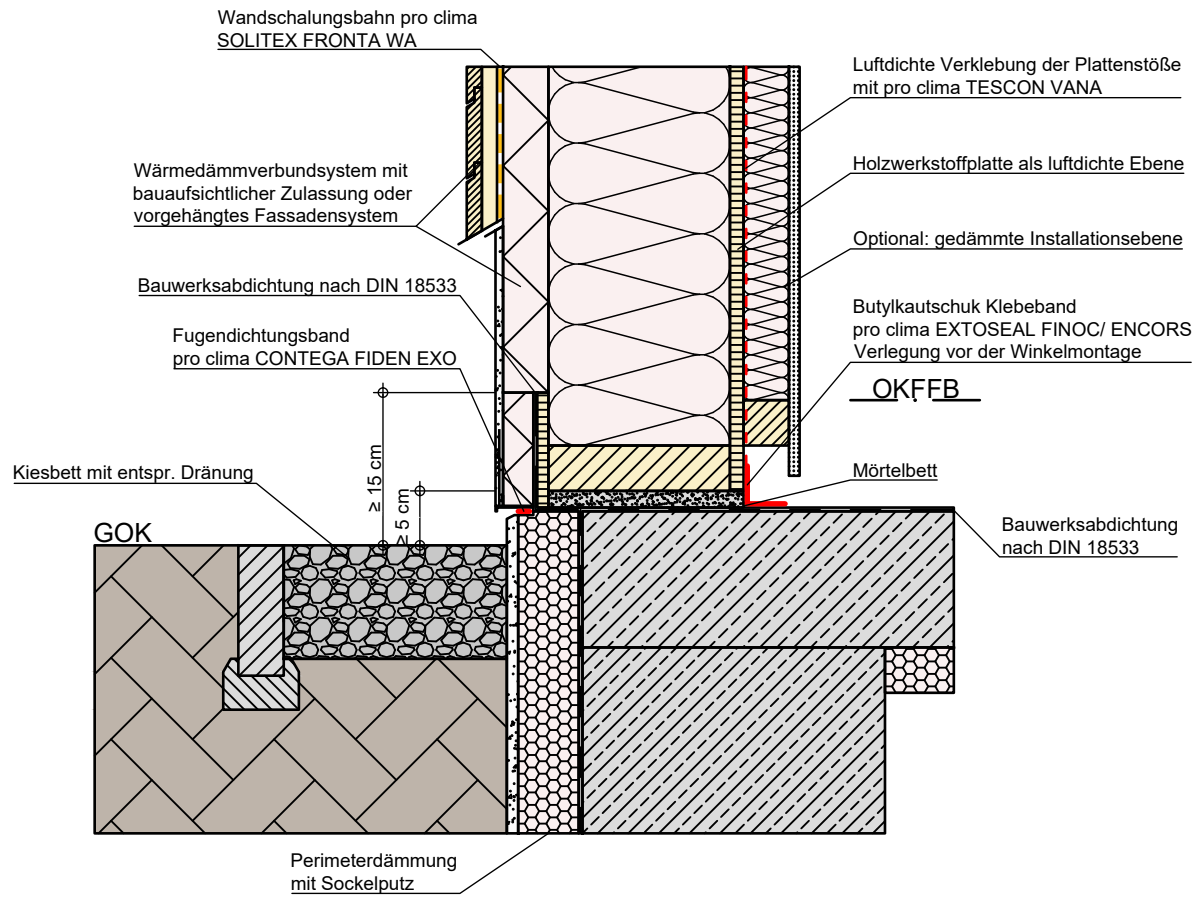 Wandschalungsbahn pro clima
SOLITEX FRONTA WA
Luftdichte Verklebung der Plattenstöße
mit pro clima TESCON VANA
Wärmedämmverbundsystem mit
bauaufsichtlicher Zulassung oder
vorgehängtes Fassadensystem
Holzwerkstoffplatte als luftdichte Ebene
Optional: gedämmte Installationsebene
Bauwerksabdichtung nach DIN 18533
Butylkautschuk Klebeband
pro clima EXTOSEAL FINOC/ ENCORS
Verlegung vor der Winkelmontage
Fugendichtungsband
pro clima CONTEGA FIDEN EXO
OKFFB
Kiesbett mit entspr. Dränung
≥ 15 cm
≥ 5 cm
Mörtelbett
GOK
Bauwerksabdichtung
nach DIN 18533
Perimeterdämmung
mit Sockelputz